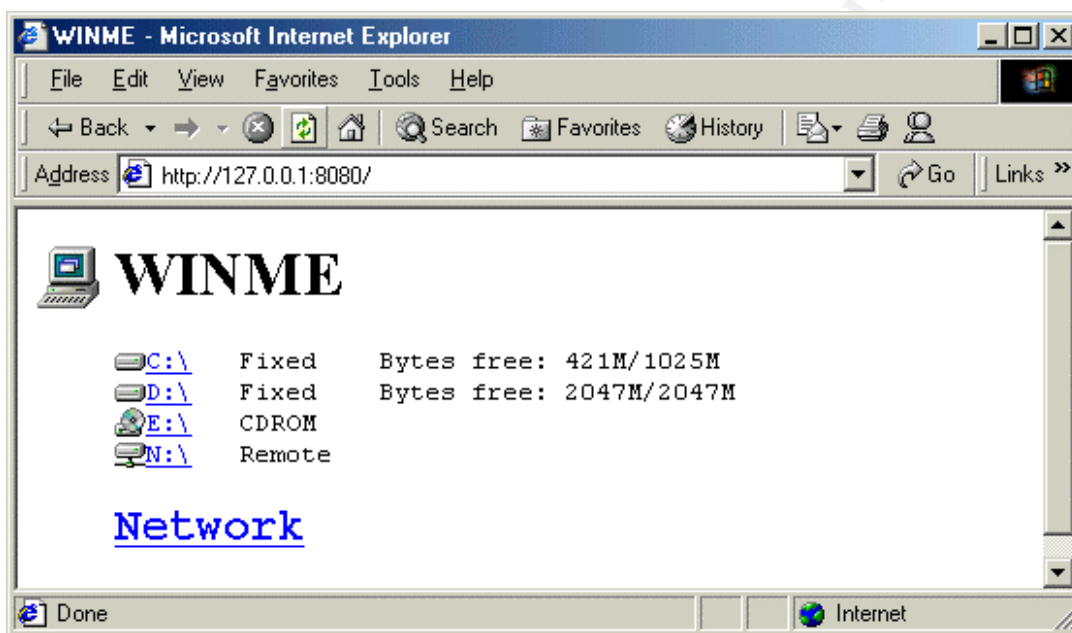 WINME - Microsoft Internet Explorer
File Edit View Favorites Tools Help
Back Search Favorites History
Address http://127.0.0.1:8080/ Go Links »
WINME
C:\ Fixed Bytes free: 421M/1025M
D:\ Fixed Bytes free: 2047M/2047M
E:\ CDROM
N:\ Remote
Network
Done Internet